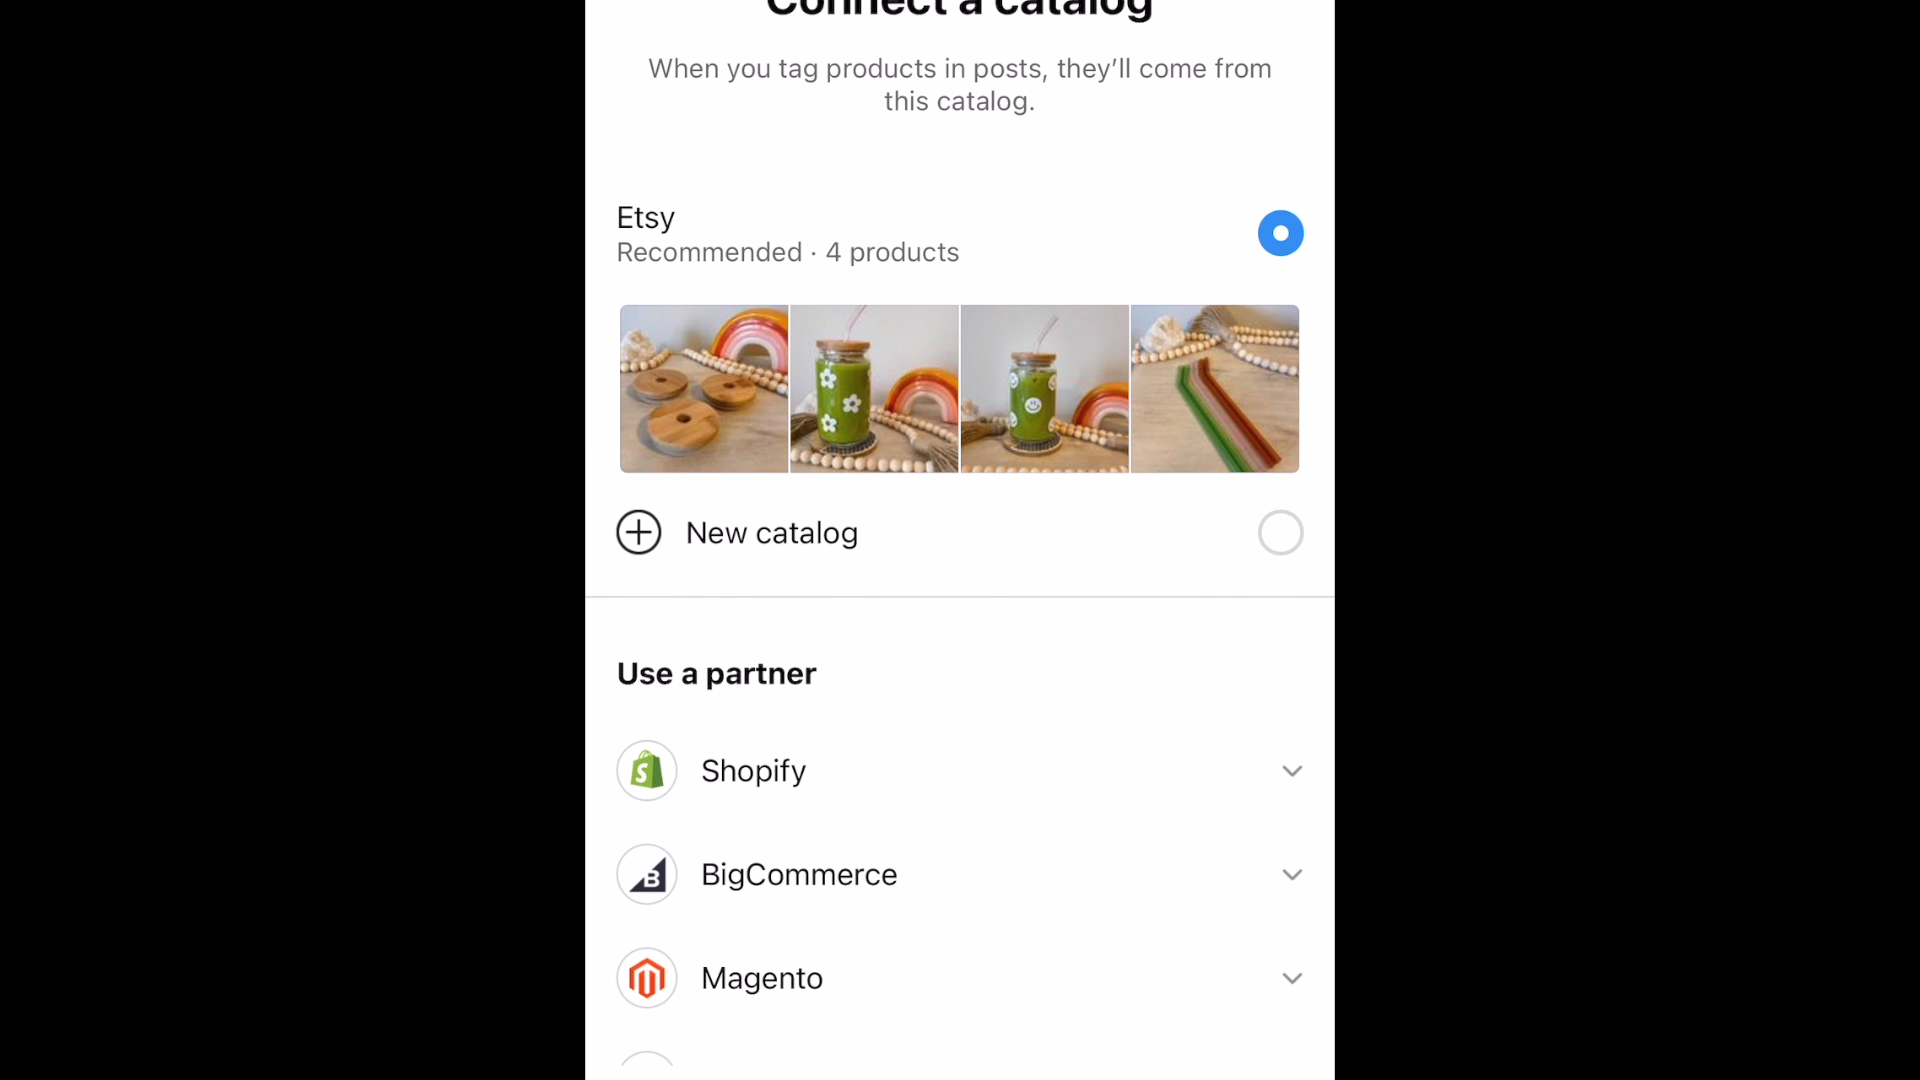 Connect a catalog
When you tag products in posts, they’ll come from
this catalog.
Etsy
Recommended · 4 products
New catalog
Use a partner
Shopify
BigCommerce
Magento